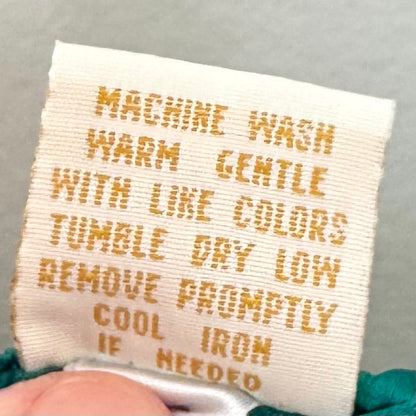 MACHINE WASH
WARM GENTLE
WITH LIKE COLORS
TUMBLE DRY LOW
REMOVE PROMPTLY
COOL IRON
IF NEEDED